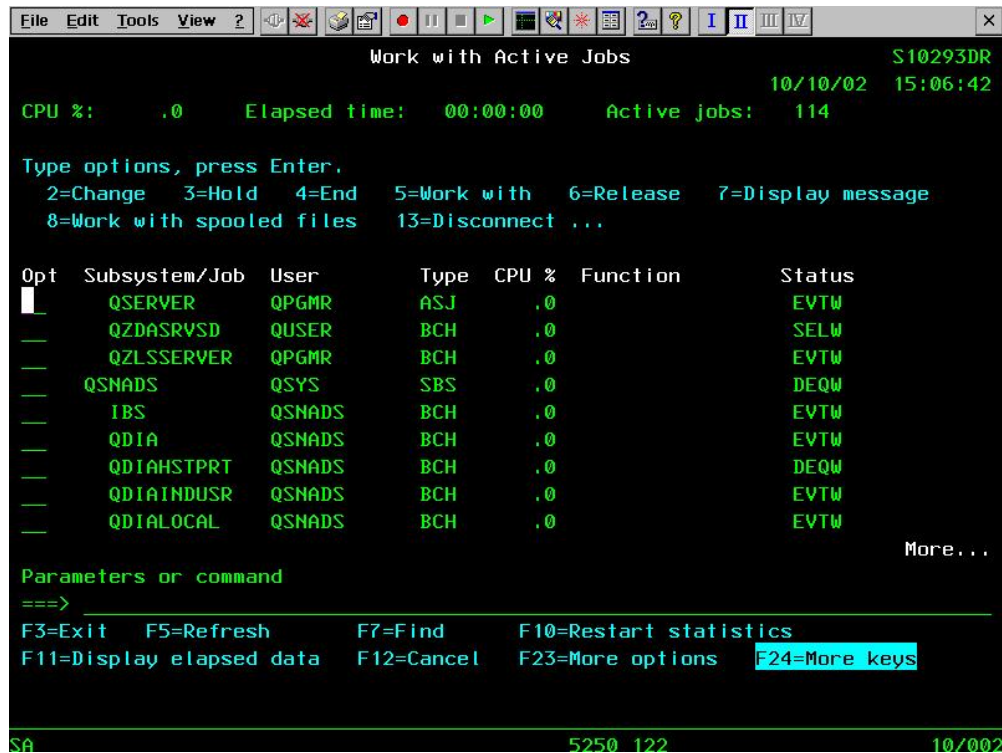 File Edit Tools View ?
I II III IV
Work with Active Jobs S10293DR
10/10/02 15:06:42
CPU %: .0 Elapsed time: 00:00:00 Active jobs: 114
Type options, press Enter.
2=Change 3=Hold 4=End 5=Work with 6=Release 7=Display message
8=Work with spooled files 13=Disconnect ...
Opt Subsystem/Job User Type CPU % Function Status
QSERVER QPGMR ASJ .0 EVTW
QZDASRVSD QUSER BCH .0 SELW
QZLSSERVER QPGMR BCH .0 EVTW
QSNADS QSYS SBS .0 DEQW
IBS QSNADS BCH .0 EVTW
QDIA QSNADS BCH .0 EVTW
QDIAHSTPRT QSNADS BCH .0 DEQW
QDIAINDUSR QSNADS BCH .0 EVTW
QDIALOCAL QSNADS BCH .0 EVTW
More...
Parameters or command
===>
F3=Exit F5=Refresh F7=Find F10=Restart statistics
F11=Display elapsed data F12=Cancel F23=More options F24=More keys
SA 5250 122 10/002